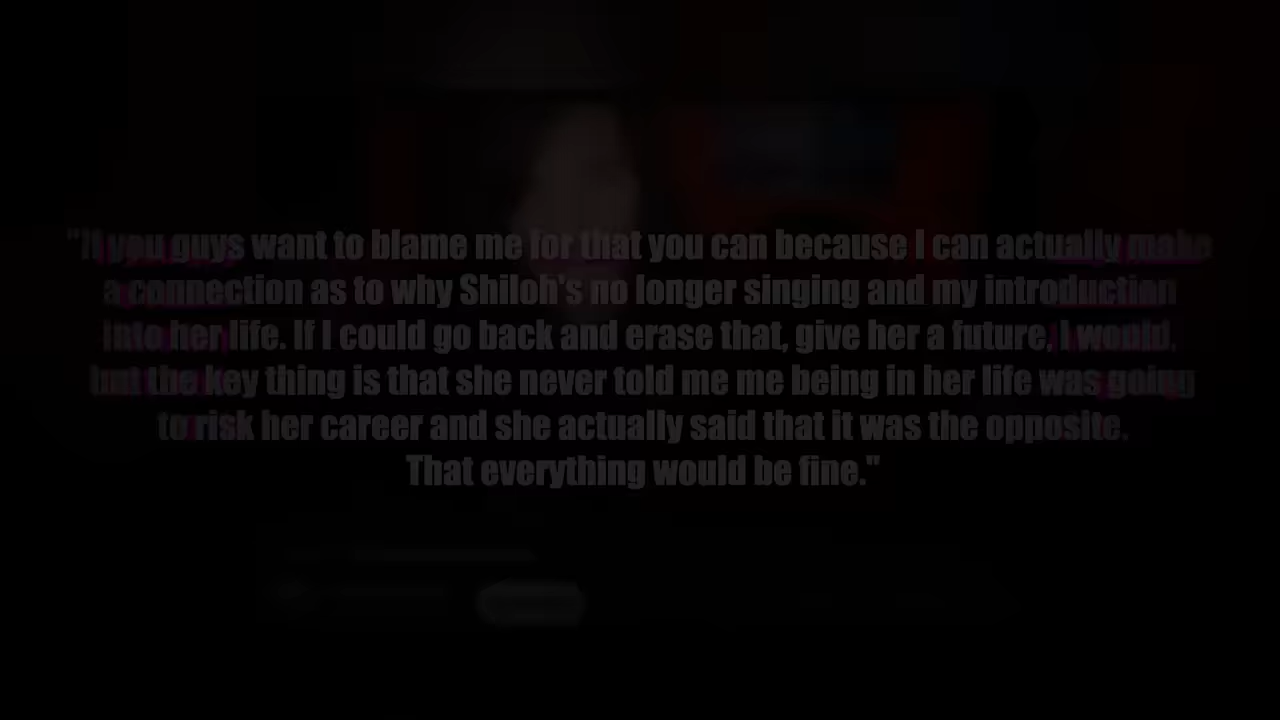 "If you guys want to blame me for that you can because I can actually make
a connection as to why Shiloh's no longer singing and my introduction
into her life. If I could go back and erase that, give her a future, I would,
but the key thing is that she never told me me being in her life was going
to risk her career and she actually said that it was the opposite.
That everything would be fine."